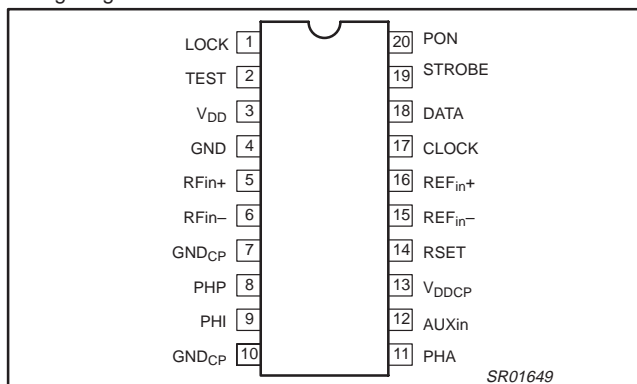 LOCK 1 20 PON
TEST 2 19 STROBE
VDD 3 18 DATA
GND 4 17 CLOCK
RFin+ 5 16 REFin+
RFin– 6 15 REFin–
GNDCP 7 14 RSET
PHP 8 13 VDDCP
PHI 9 12 AUXin
GNDCP 10 11 PHA
SR01649